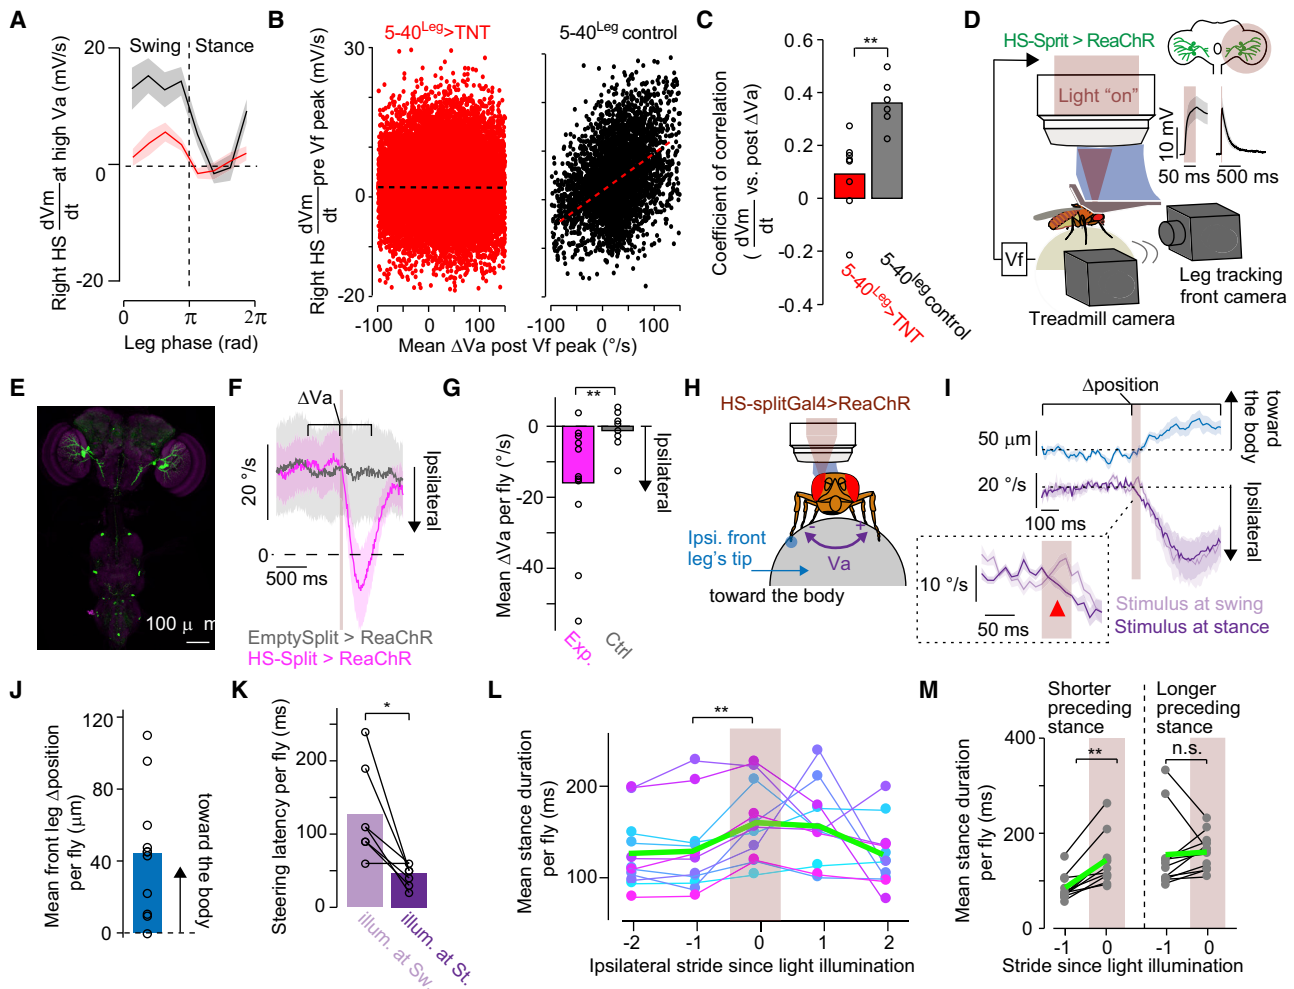 A
Right HS dVm/dt at high Va (mV/s)
20
0
-20
Swing
Stance
0
π
2π
Leg phase (rad)
B
5-40Leg>TNT
5-40Leg control
Right HS dVm/dt pre Vf peak (mV/s)
30
20
0
-20
-100
0
100
-100
0
100
Mean ΔVa post Vf peak (°/s)
C
Coefficient of correlation
(dVm/dt vs. post ΔVa)
0.6
0.4
0.2
0
-0.2
-0.4
**
5-40Leg>TNT
5-40leg control
D
HS-Sprit > ReaChR
Light "on"
10 mV
50 ms
500 ms
Vf
Leg tracking
front camera
Treadmill camera
E
100 μ m
F
ΔVa
20 °/s
Ipsilateral
0
500 ms
EmptySplit > ReaChR
HS-Split > ReaChR
G
Mean ΔVa per fly (°/s)
0
-20
-40
**
Ipsilateral
Exp.
Ctrl
H
HS-splitGal4>ReaChR
Ipsi. front
leg's tip
-
+
Va
toward the body
I
Δposition
50 μm
toward
the body
20 °/s
Ipsilateral
100 ms
10 °/s
50 ms
Stimulus at swing
Stimulus at stance
J
Mean front leg Δposition
per fly (μm)
120
80
40
0
toward the body
K
Steering latency per fly (ms)
200
100
0
*
illum. at Sw.
illum. at St.
L
Mean stance duration
per fly (ms)
200
100
**
-2
-1
0
1
2
Ipsilateral stride since light illumination
M
Shorter
preceding
stance
Longer
preceding
stance
Mean stance duration
per fly (ms)
400
200
0
**
n.s.
-1
0
-1
0
Stride since light illumination